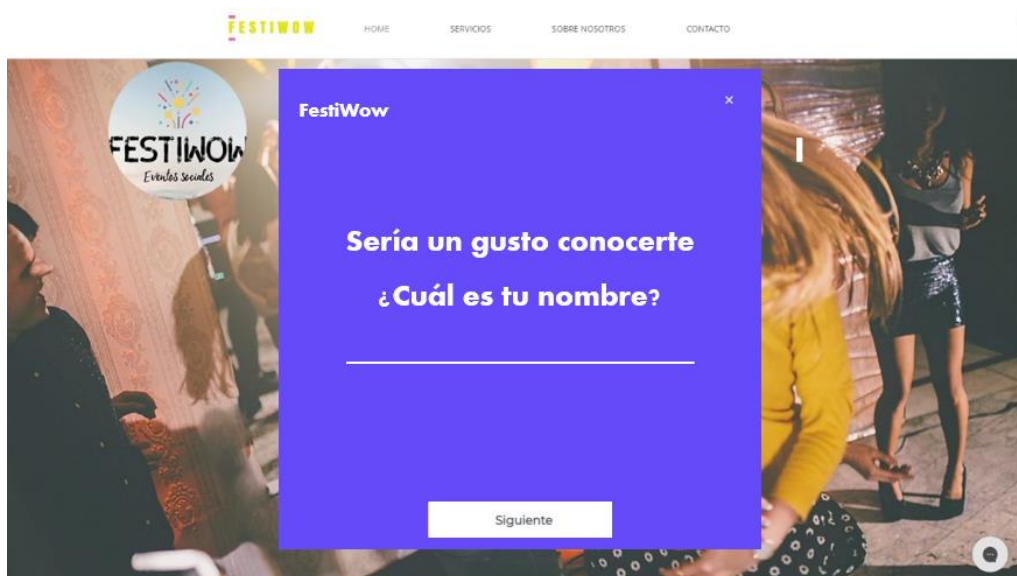 FESTIWOW
HOME SERVICIOS SOBRE NOSOTROS CONTACTO
FESTIWOW
Eventos sociales
FestiWow ×
Sería un gusto conocerte
¿Cuál es tu nombre?
Siguiente